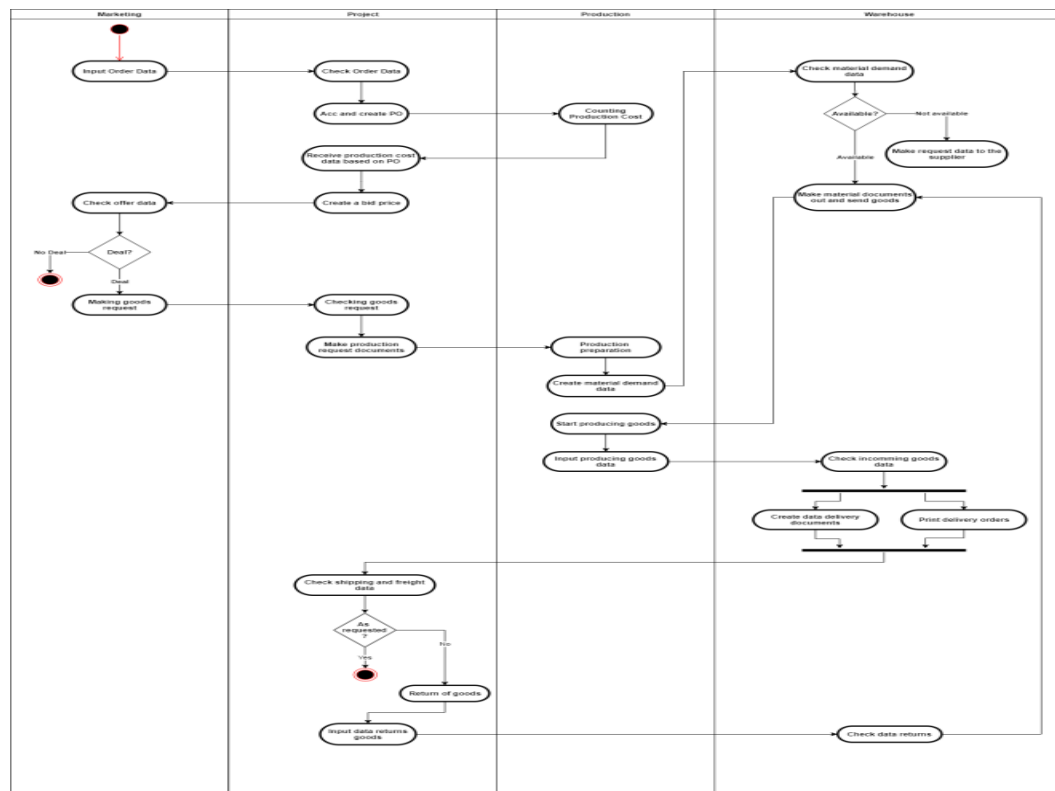 Marketing
Project
Production
Warehouse
Input Order Data
Check Order Data
Check material demand
data
Acc and create PO
Counting
Production Cost
Available?
Not available
Make request data to the
supplier
Receive production cost
data based on PO
Available
Check offer data
Create a bid price
Make material documents
out and send goods
Deal?
No Deal
Deal
Making goods
request
Checking goods
request
Make production
request documents
Production
preparation
Create material demand
data
Start producing goods
Input producing goods
data
Check incomming goods
data
Create data delivery
documents
Print delivery orders
Check shipping and freight
data
As
requested
?
No
Yes
Return of goods
Input data returns
goods
Check data returns